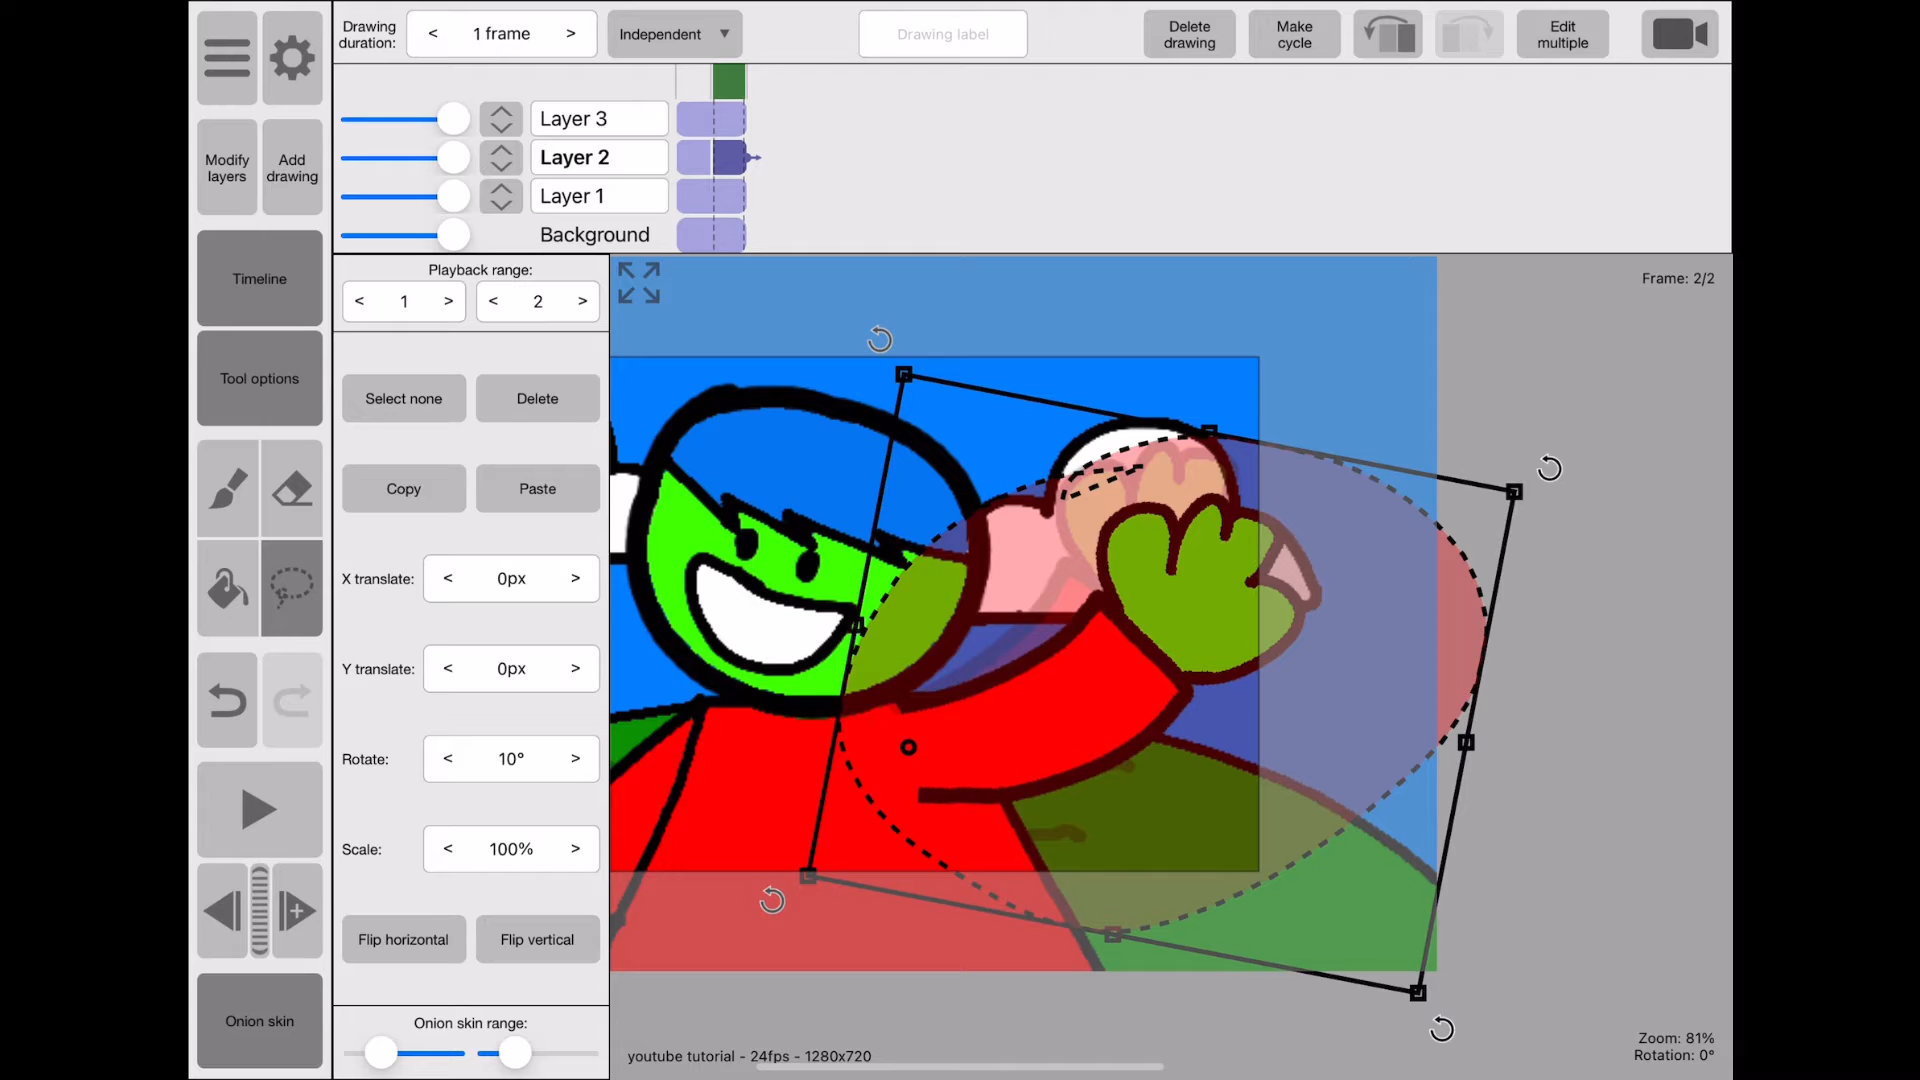 Drawing
duration:
< 1 frame >
Independent ▼
Drawing label
Delete
drawing
Make
cycle
Edit
multiple
Layer 3
Layer 2
Layer 1
Background
Modify
layers
Add
drawing
Timeline
Tool options
Playback range:
< 1 >
< 2 >
Frame: 2/2
Select none
Delete
Copy
Paste
X translate:
< 0px >
Y translate:
< 0px >
Rotate:
< 10° >
Scale:
< 100% >
Flip horizontal
Flip vertical
Onion skin
Onion skin range:
youtube tutorial - 24fps - 1280x720
Zoom: 81%
Rotation: 0°